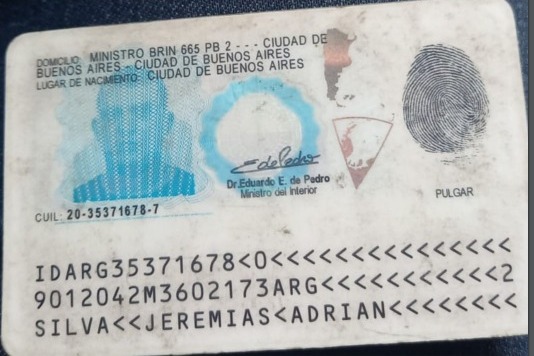 DOMICILIO: MINISTRO BRIN 665 PB 2 - - - CIUDAD DE
BUENOS AIRES - CIUDAD DE BUENOS AIRES
LUGAR DE NACIMIENTO: CIUDAD DE BUENOS AIRES
EdePedro
Dr.Eduardo E. de Pedro
Ministro del Interior
PULGAR
CUIL: 20-35371678-7
IDARG35371678<0<<<<<<<<<<<<<<<
9012042M3602173ARG<<<<<<<<<<<2
SILVA<<JEREMIAS<ADRIAN<<<<<<<<